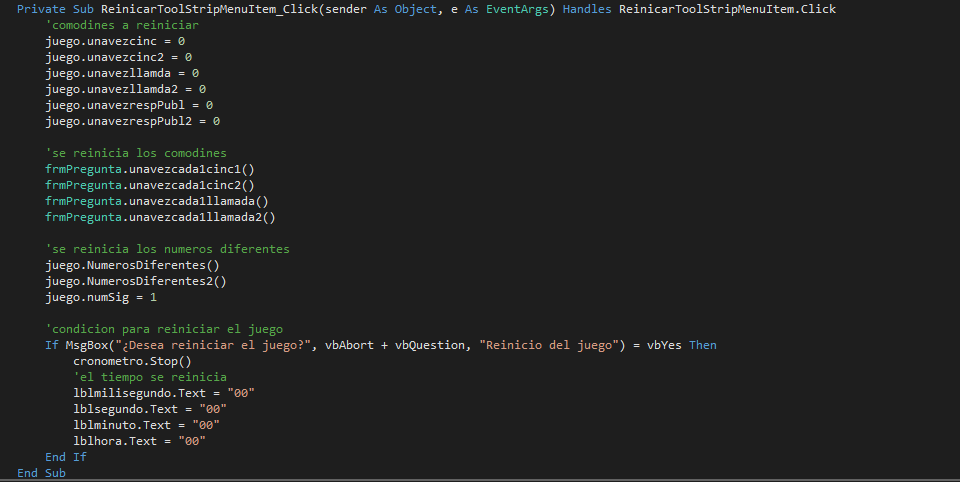 Private Sub ReinicarToolStripMenuItem_Click(sender As Object, e As EventArgs) Handles ReinicarToolStripMenuItem.Click
'comodines a reiniciar
juego.unavezcinc = 0
juego.unavezcinc2 = 0
juego.unavezllamda = 0
juego.unavezllamda2 = 0
juego.unavezrespPubl = 0
juego.unavezrespPubl2 = 0
'se reinicia los comodines
frmPregunta.unavezcada1cinc1()
frmPregunta.unavezcada1cinc2()
frmPregunta.unavezcada1llamada()
frmPregunta.unavezcada1llamada2()
'se reinicia los numeros diferentes
juego.NumerosDiferentes()
juego.NumerosDiferentes2()
juego.numSig = 1
'condicion para reiniciar el juego
If MsgBox("¿Desea reiniciar el juego?", vbAbort + vbQuestion, "Reinicio del juego") = vbYes Then
cronometro.Stop()
'el tiempo se reinicia
lblmilisegundo.Text = "00"
lblsegundo.Text = "00"
lblminuto.Text = "00"
lblhora.Text = "00"
End If
End Sub